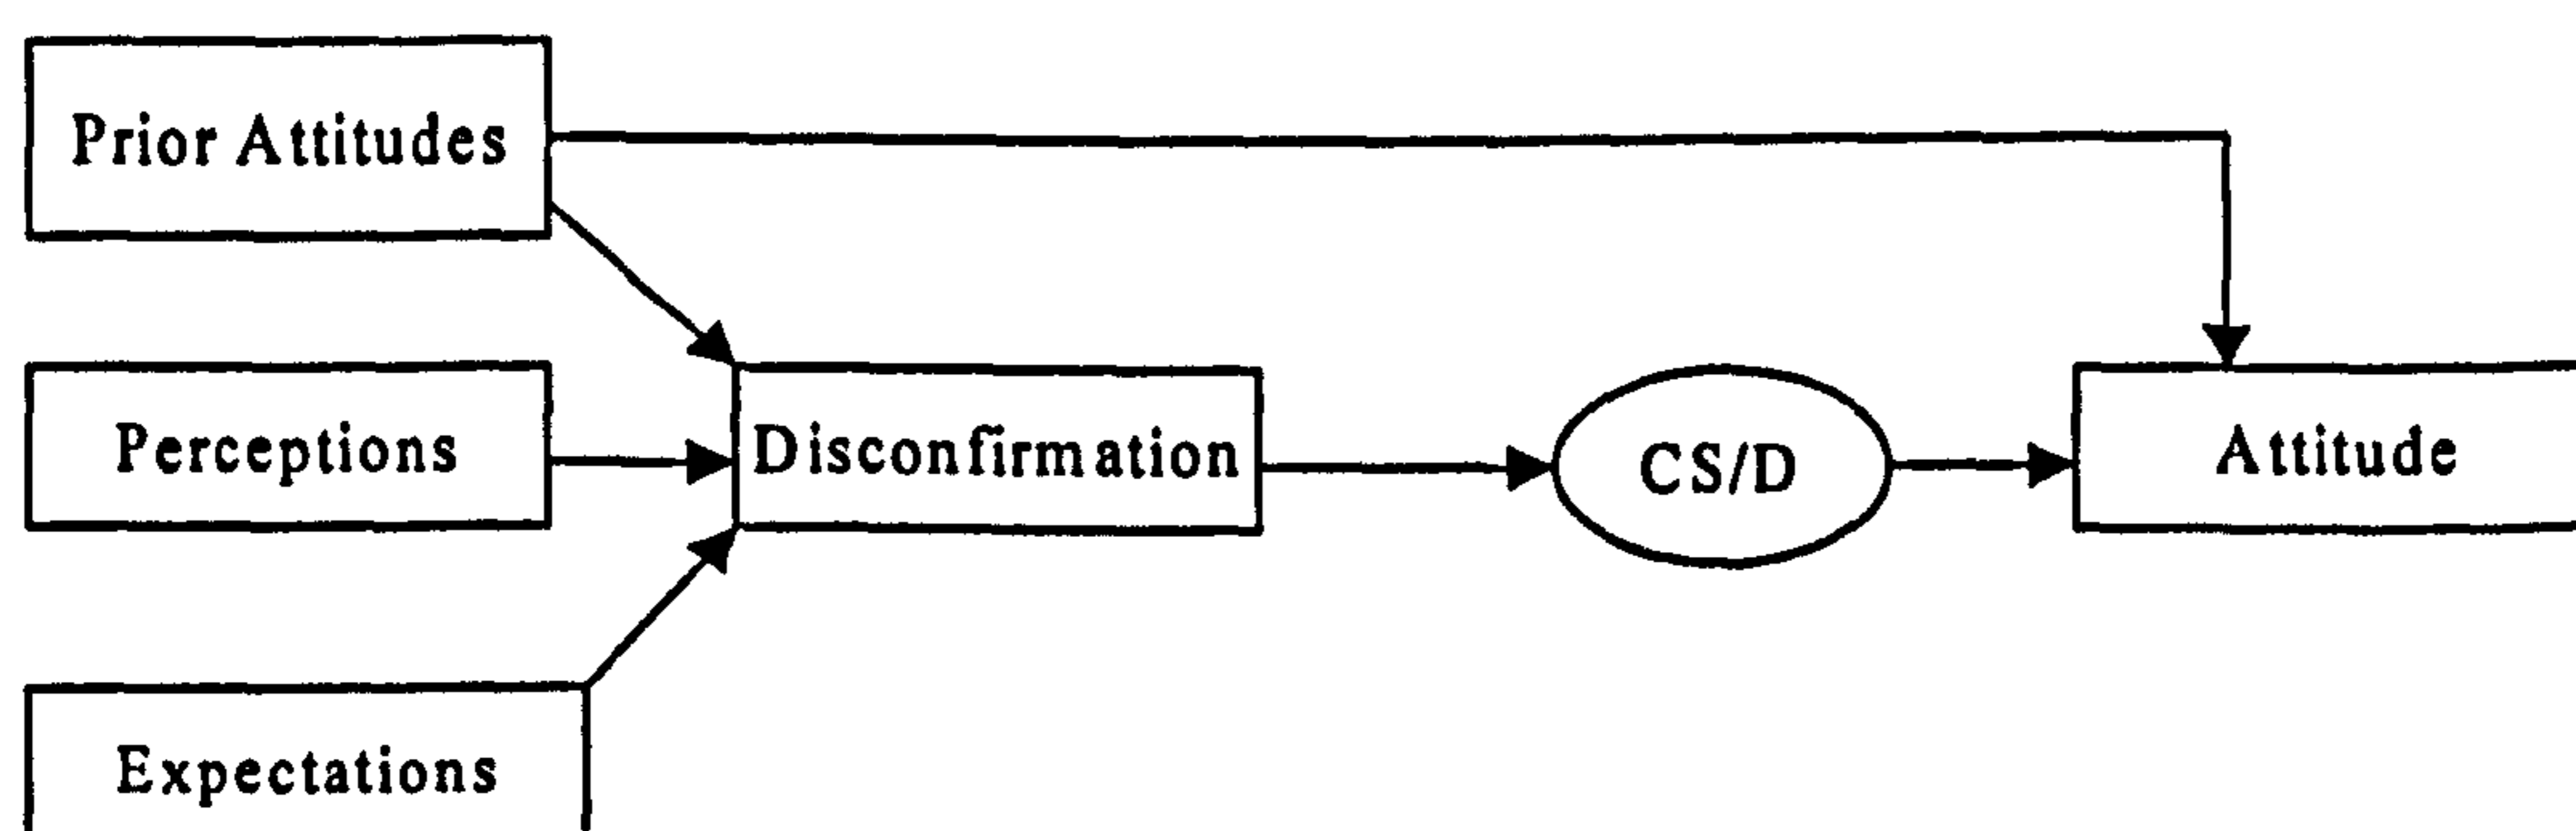 Prior Attitudes
Perceptions
Disconfirmation
CS/D
Attitude
Expectations